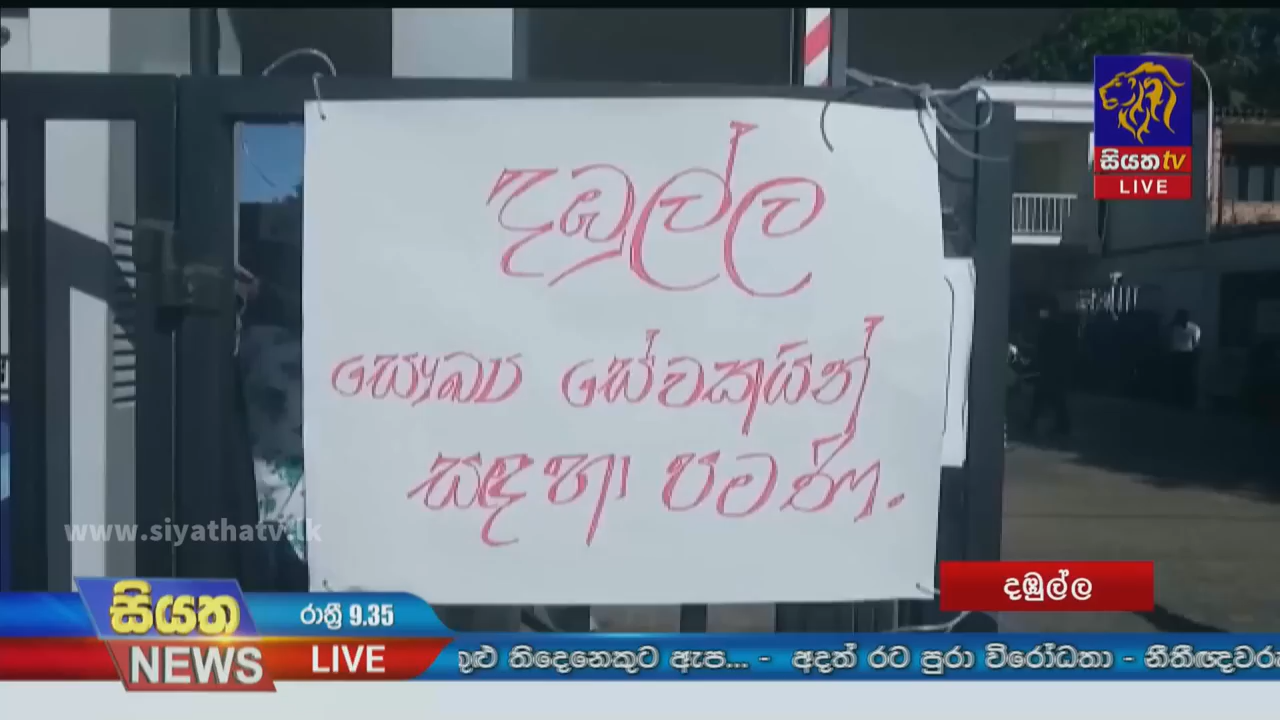 සියත tv
LIVE
දඹුල්ල
සෞඛ්‍ය සේවකයින්
සඳහා පමණි.
www.siyathatv.lk
දඹුල්ල
සියත
NEWS
රාත්‍රී 9.35
LIVE
තිදෙනෙකුට ඇප... - අදත් රට පුරා විරෝධතා -